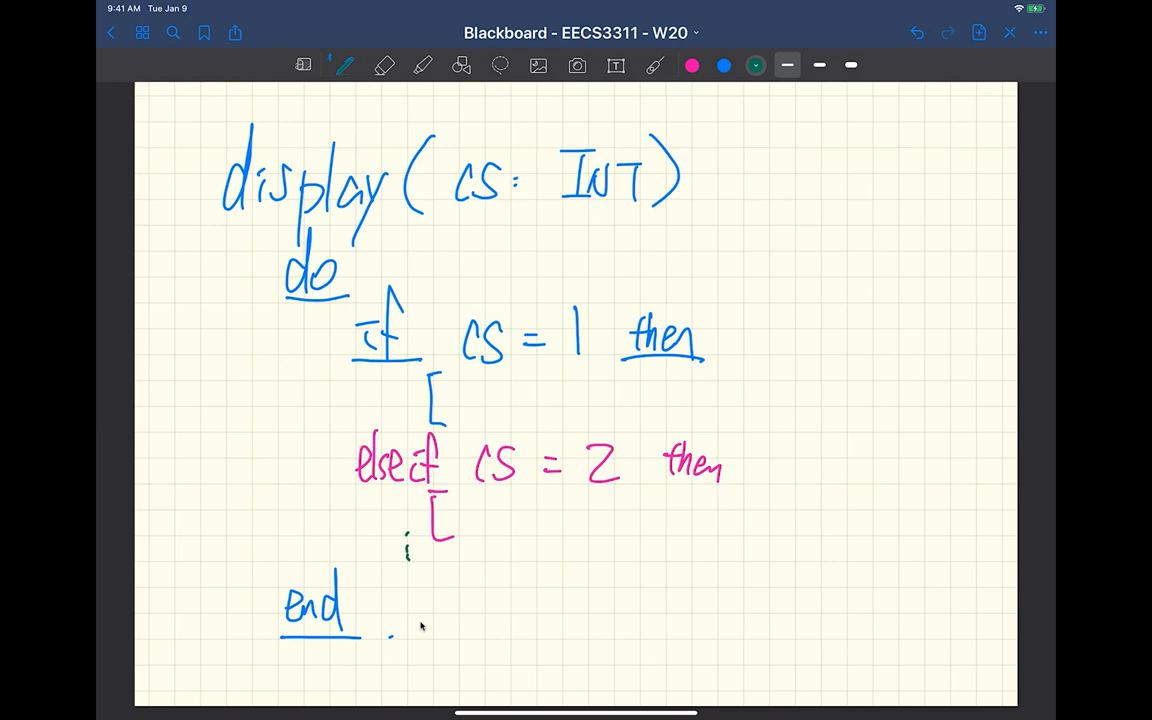 9:41 AM Tue Jan 9
Blackboard - EECS3311 - W20
display( CS: INT)
do
if CS = 1 then
[
elseif CS = 2 then
[
end